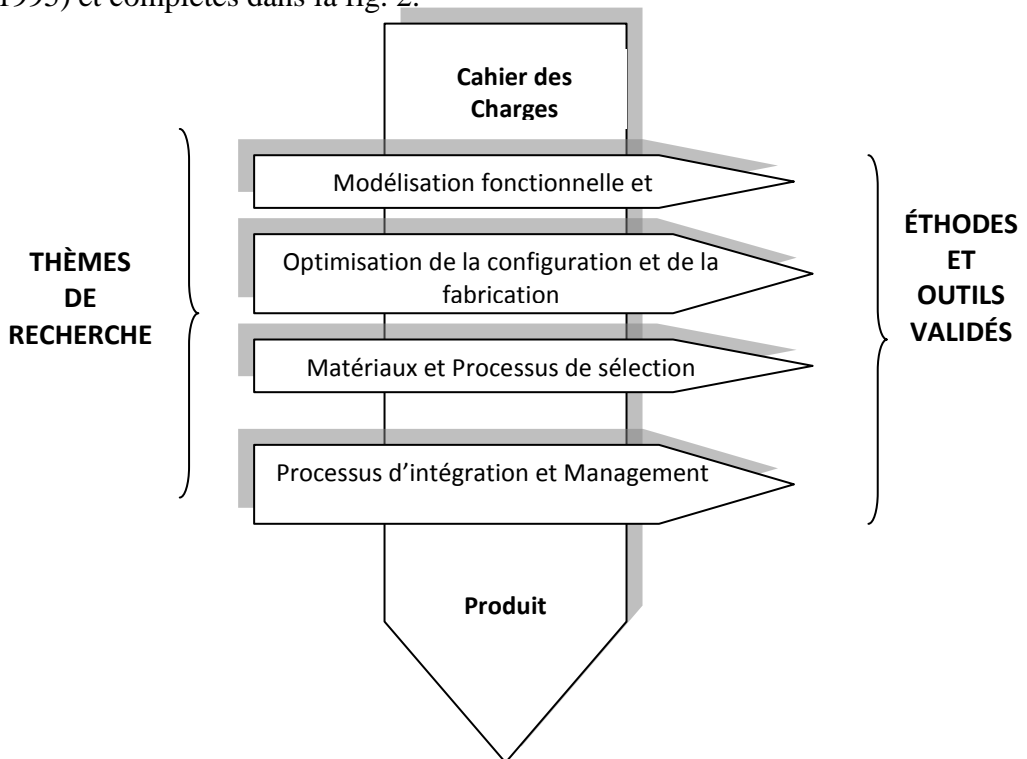 1995) et complétés dans la fig. 2.
Cahier des
Charges
Modélisation fonctionnelle et
Optimisation de la configuration et de la
fabrication
Matériaux et Processus de sélection
Processus d’intégration et Management
Produit
THÈMES
DE
RECHERCHE
ÉTHODES
ET
OUTILS
VALIDÉS